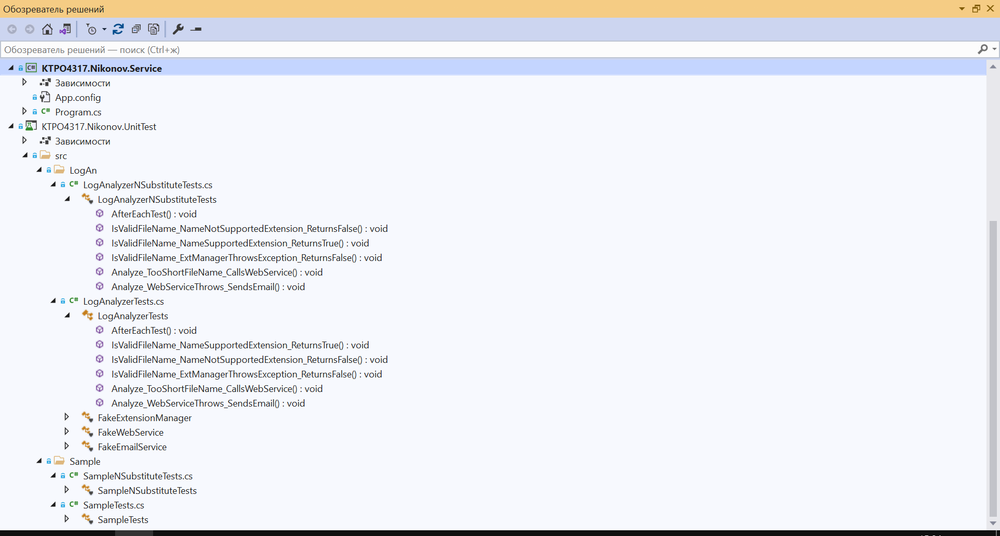 Обозреватель решений
Обозреватель решений — поиск (Ctrl+ж)
C# KTPO4317.Nikonov.Service
Зависимости
App.config
C# Program.cs
KTPO4317.Nikonov.UnitTest
Зависимости
src
LogAn
C# LogAnalyzerNSubstituteTests.cs
LogAnalyzerNSubstituteTests
AfterEachTest() : void
IsValidFileName_NameNotSupportedExtension_ReturnsFalse() : void
IsValidFileName_NameSupportedExtension_ReturnsTrue() : void
IsValidFileName_ExtManagerThrowsException_ReturnsFalse() : void
Analyze_TooShortFileName_CallsWebService() : void
Analyze_WebServiceThrows_SendsEmail() : void
C# LogAnalyzerTests.cs
LogAnalyzerTests
AfterEachTest() : void
IsValidFileName_NameSupportedExtension_ReturnsTrue() : void
IsValidFileName_NameNotSupportedExtension_ReturnsFalse() : void
IsValidFileName_ExtManagerThrowsException_ReturnsFalse() : void
Analyze_TooShortFileName_CallsWebService() : void
Analyze_WebServiceThrows_SendsEmail() : void
FakeExtensionManager
FakeWebService
FakeEmailService
Sample
C# SampleNSubstituteTests.cs
SampleNSubstituteTests
C# SampleTests.cs
SampleTests